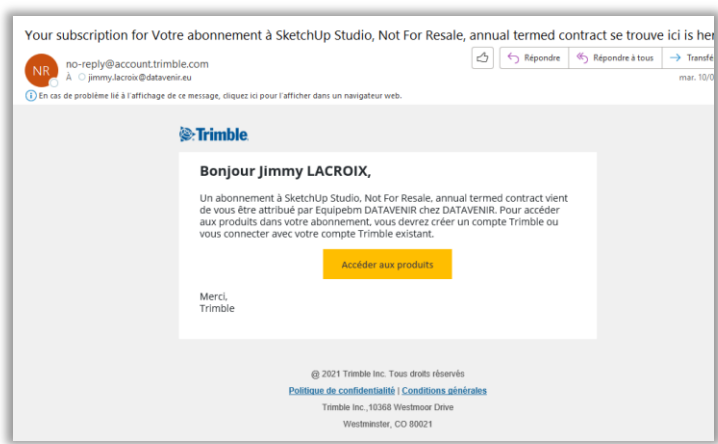 Your subscription for Votre abonnement à SketchUp Studio, Not For Resale, annual termed contract se trouve ici is her
NR
no-reply@account.trimble.com
À jimmy.lacroix@datavenir.eu
Répondre
Répondre à tous
Transfé
mar. 10/0
En cas de problème lié à l'affichage de ce message, cliquez ici pour l'afficher dans un navigateur web.
Trimble
Bonjour Jimmy LACROIX,
Un abonnement à SketchUp Studio, Not For Resale, annual termed contract vient
de vous être attribué par Equipebm DATAVENIR chez DATAVENIR. Pour accéder
aux produits dans votre abonnement, vous devrez créer un compte Trimble ou
vous connecter avec votre compte Trimble existant.
Accéder aux produits
Merci,
Trimble
@ 2021 Trimble Inc. Tous droits réservés
Politique de confidentialité | Conditions générales
Trimble Inc.,10368 Westmoor Drive
Westminster, CO 80021